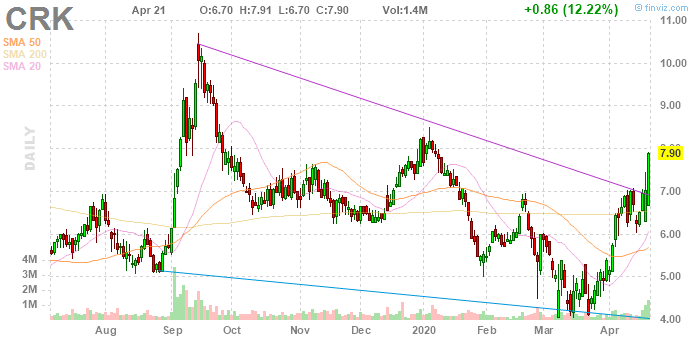 © finviz.com
CRK Apr 21 O:6.70 H:7.91 L:6.70 C:7.90 Vol:1.4M +0.86 (12.22%)
SMA 50
SMA 200
SMA 20
DAILY
11.00
10.00
9.00
8.00
7.90
7.00
6.00
5.00
4.00
4M
3M
2M
1M
Aug Sep Oct Nov Dec 2020 Feb Mar Apr